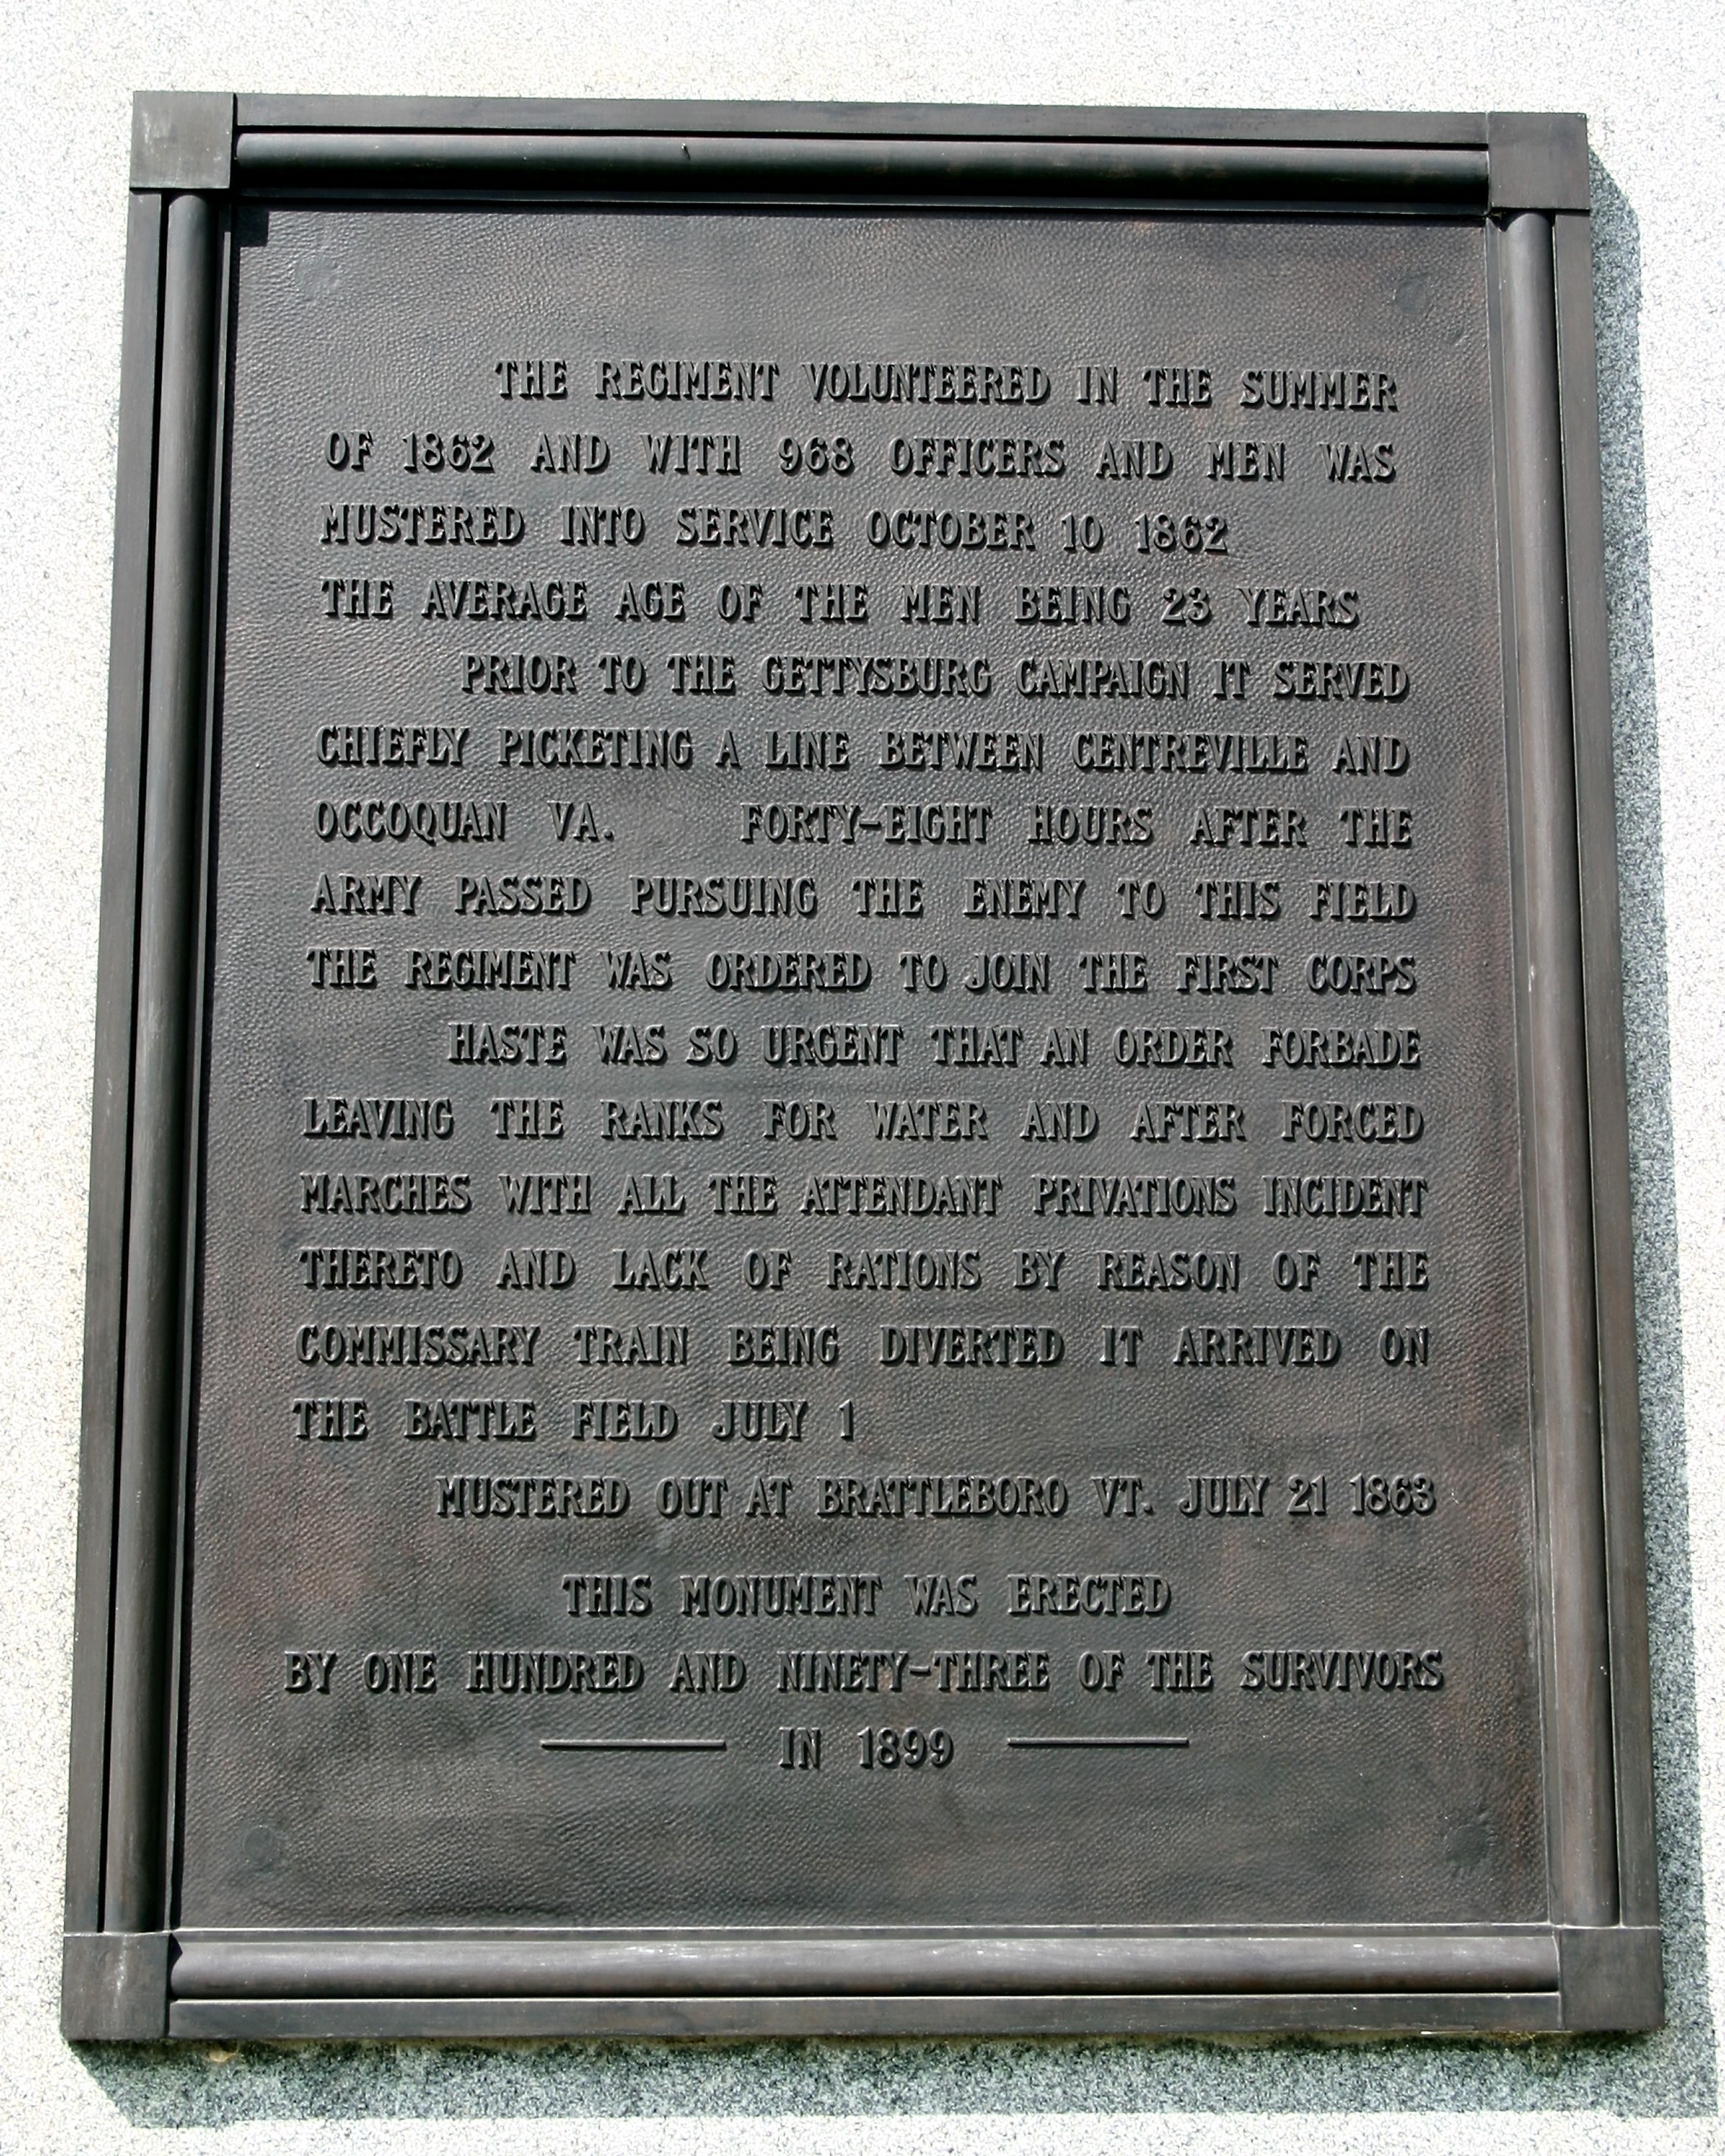 THE REGIMENT VOLUNTEERED IN THE SUMMER
OF 1862 AND WITH 968 OFFICERS AND MEN WAS
MUSTERED INTO SERVICE OCTOBER 10 1862
THE AVERAGE AGE OF THE MEN BEING 23 YEARS
PRIOR TO THE GETTYSBURG CAMPAIGN IT SERVED
CHIEFLY PICKETING A LINE BETWEEN CENTREVILLE AND
OCCOQUAN VA. FORTY-EIGHT HOURS AFTER THE
ARMY PASSED PURSUING THE ENEMY TO THIS FIELD
THE REGIMENT WAS ORDERED TO JOIN THE FIRST CORPS
HASTE WAS SO URGENT THAT AN ORDER FORBADE
LEAVING THE RANKS FOR WATER AND AFTER FORCED
MARCHES WITH ALL THE ATTENDANT PRIVATIONS INCIDENT
THERETO AND LACK OF RATIONS BY REASON OF THE
COMMISSARY TRAIN BEING DIVERTED IT ARRIVED ON
THE BATTLE FIELD JULY 1
MUSTERED OUT AT BRATTLEBORO VT. JULY 21 1863
THIS MONUMENT WAS ERECTED
BY ONE HUNDRED AND NINETY-THREE OF THE SURVIVORS
IN 1899